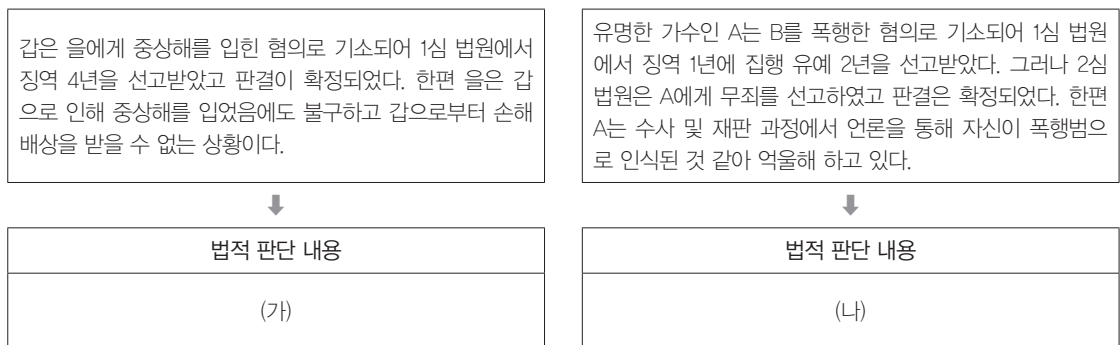 갑은 을에게 중상해를 입힌 혐의로 기소되어 1심 법원에서
징역 4년을 선고받았고 판결이 확정되었다. 한편 을은 갑
으로 인해 중상해를 입었음에도 불구하고 갑으로부터 손해
배상을 받을 수 없는 상황이다.
법적 판단 내용
(가)
유명한 가수인 A는 B를 폭행한 혐의로 기소되어 1심 법원
에서 징역 1년에 집행 유예 2년을 선고받았다. 그러나 2심
법원은 A에게 무죄를 선고하였고 판결은 확정되었다. 한편
A는 수사 및 재판 과정에서 언론을 통해 자신이 폭행범으
로 인식된 것 같아 억울해 하고 있다.
법적 판단 내용
(나)